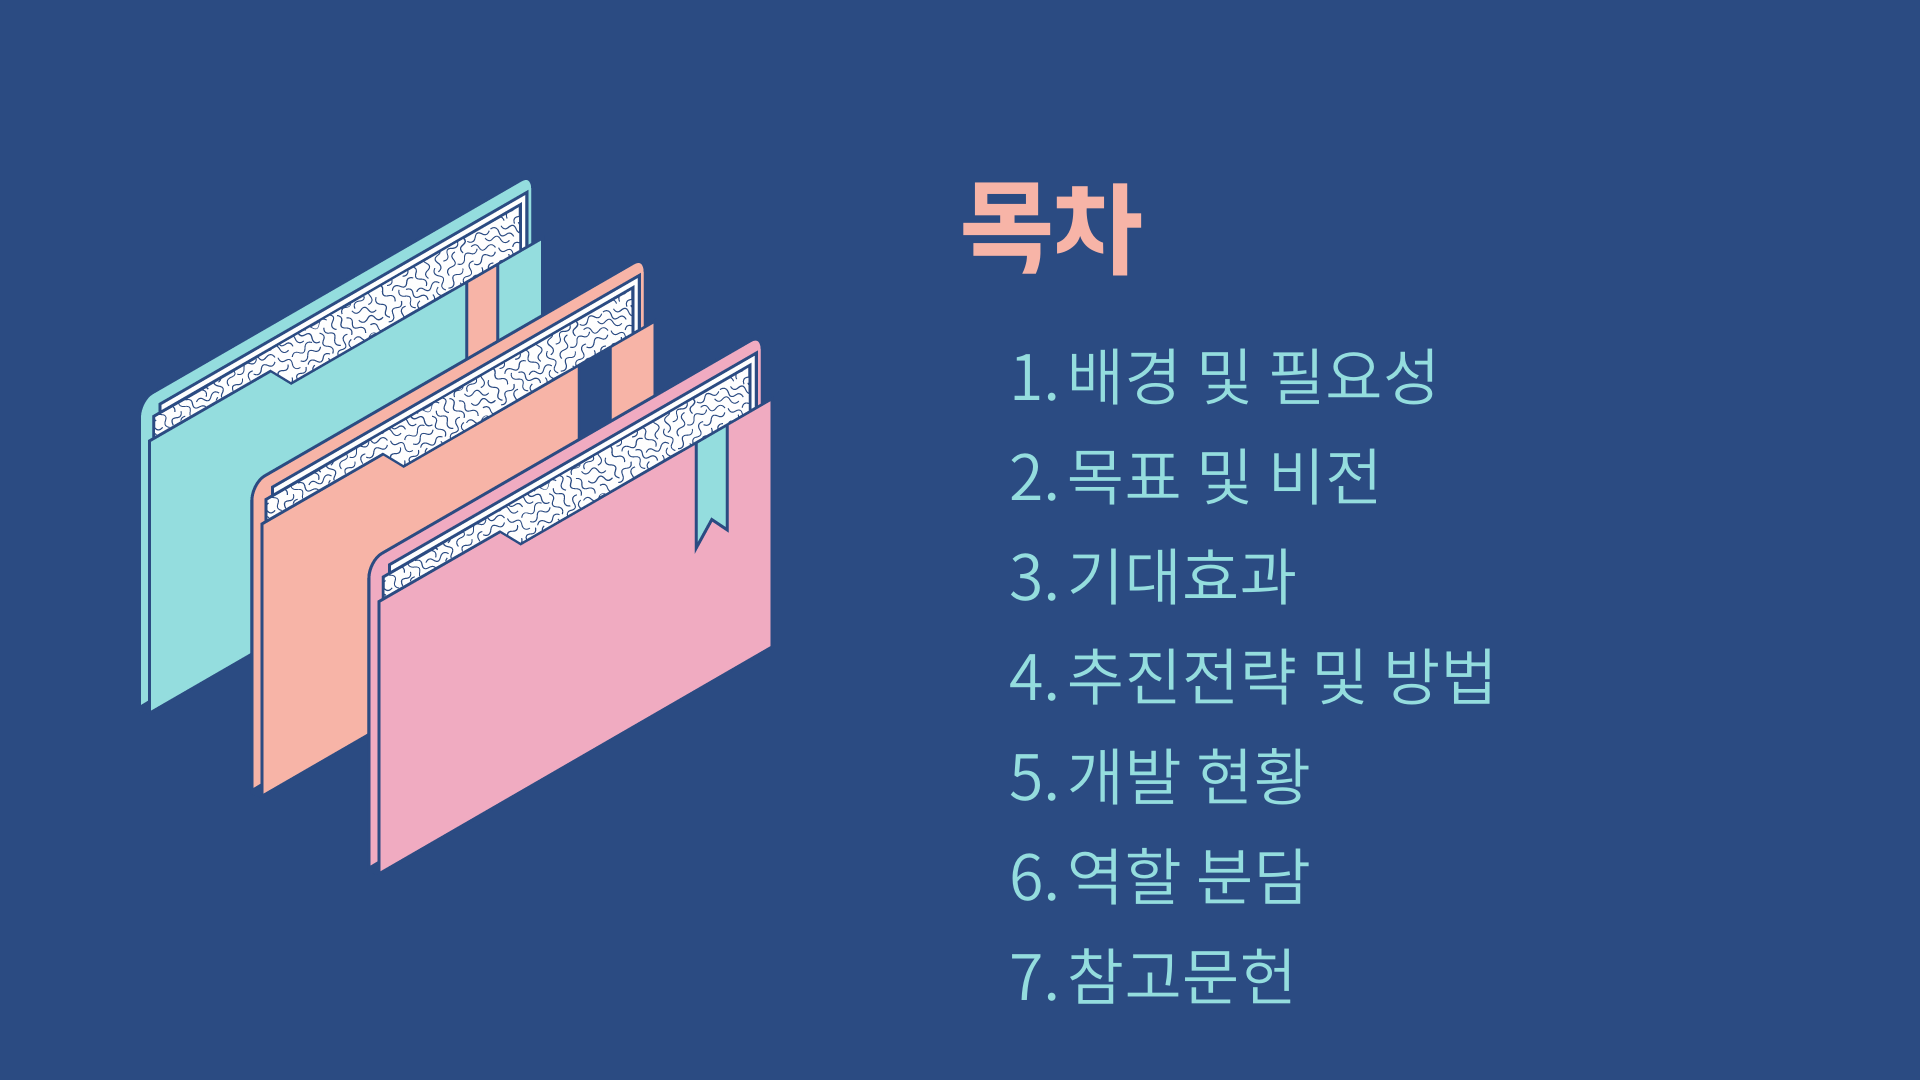 목차
1. 배경 및 필요성
2. 목표 및 비전
3. 기대효과
4. 추진전략 및 방법
5. 개발 현황
6. 역할 분담
7. 참고문헌